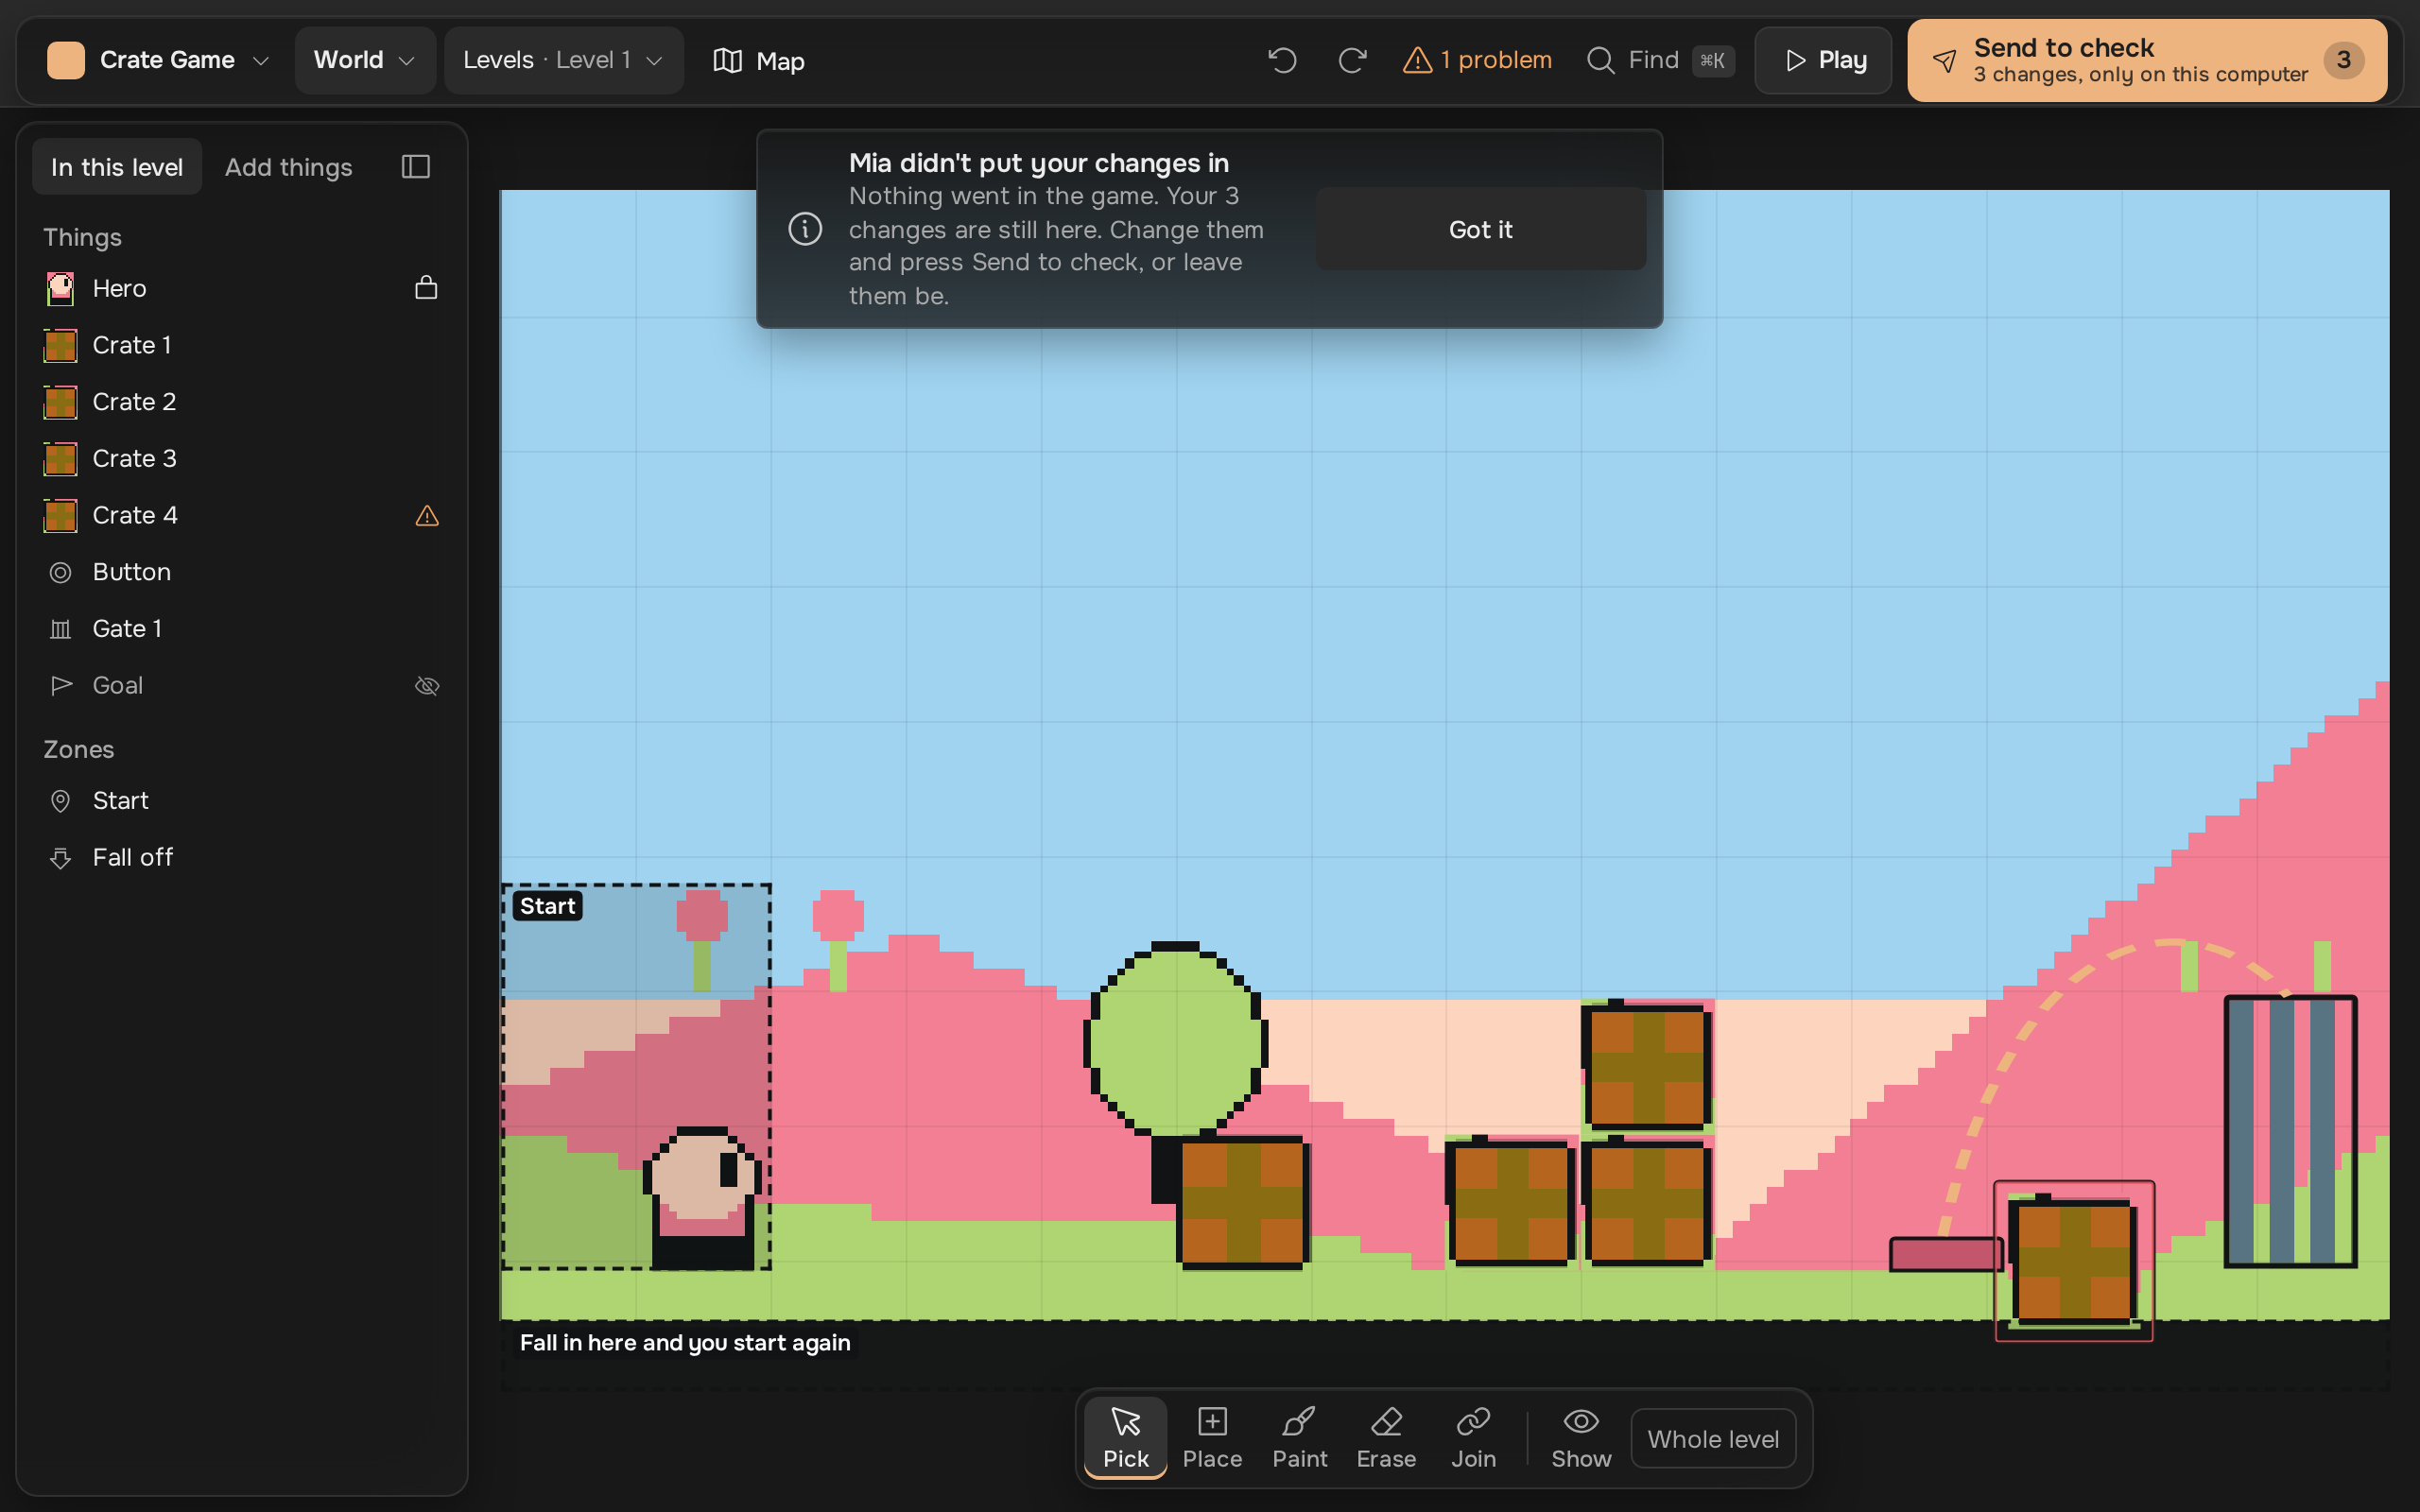 Crate Game
World
Levels · Level 1
Map
1 problem
Find
⌘K
Play
Send to check
3 changes, only on this computer
3
In this level
Add things
Things
Hero
Crate 1
Crate 2
Crate 3
Crate 4
Button
Gate 1
Goal
Zones
Start
Fall off
Mia didn't put your changes in
Nothing went in the game. Your 3
changes are still here. Change them
and press Send to check, or leave
them be.
Got it
Start
Fall in here and you start again
Pick
Place
Paint
Erase
Join
Show
Whole level